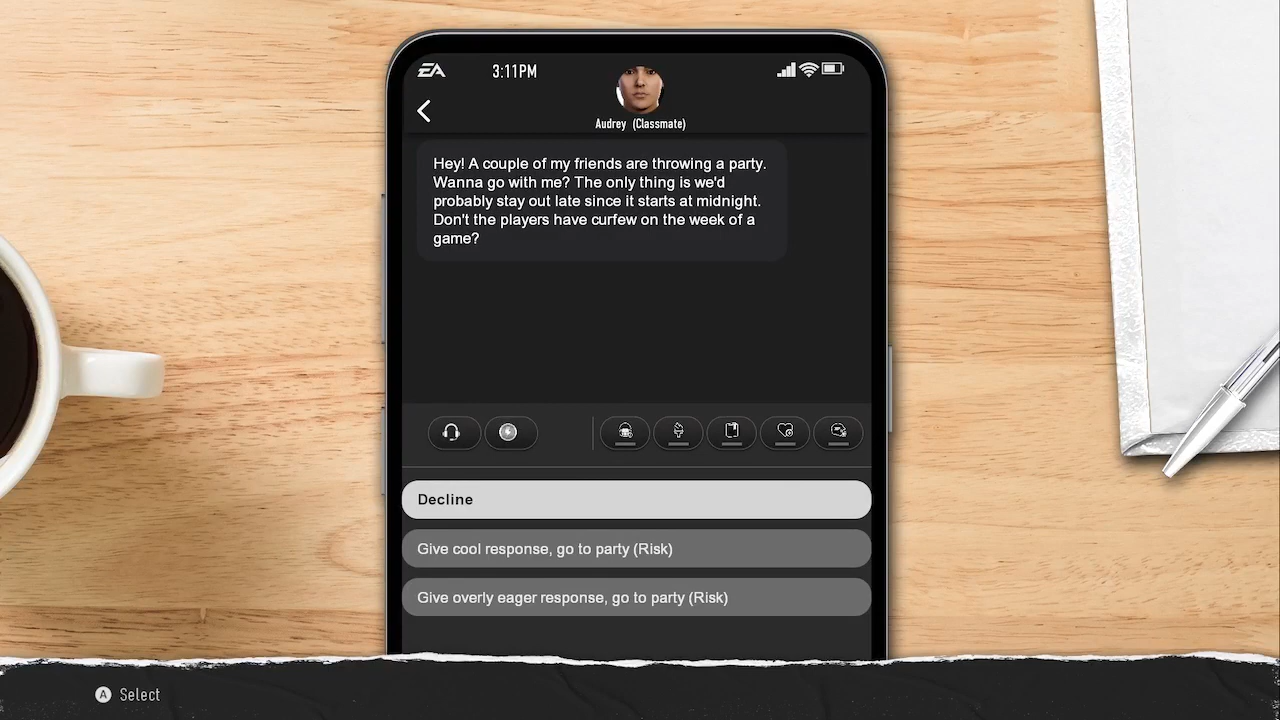 EA
3:11PM
Audrey (Classmate)
Hey! A couple of my friends are throwing a party.
Wanna go with me? The only thing is we'd
probably stay out late since it starts at midnight.
Don't the players have curfew on the week of a
game?
Decline
Give cool response, go to party (Risk)
Give overly eager response, go to party (Risk)
A Select